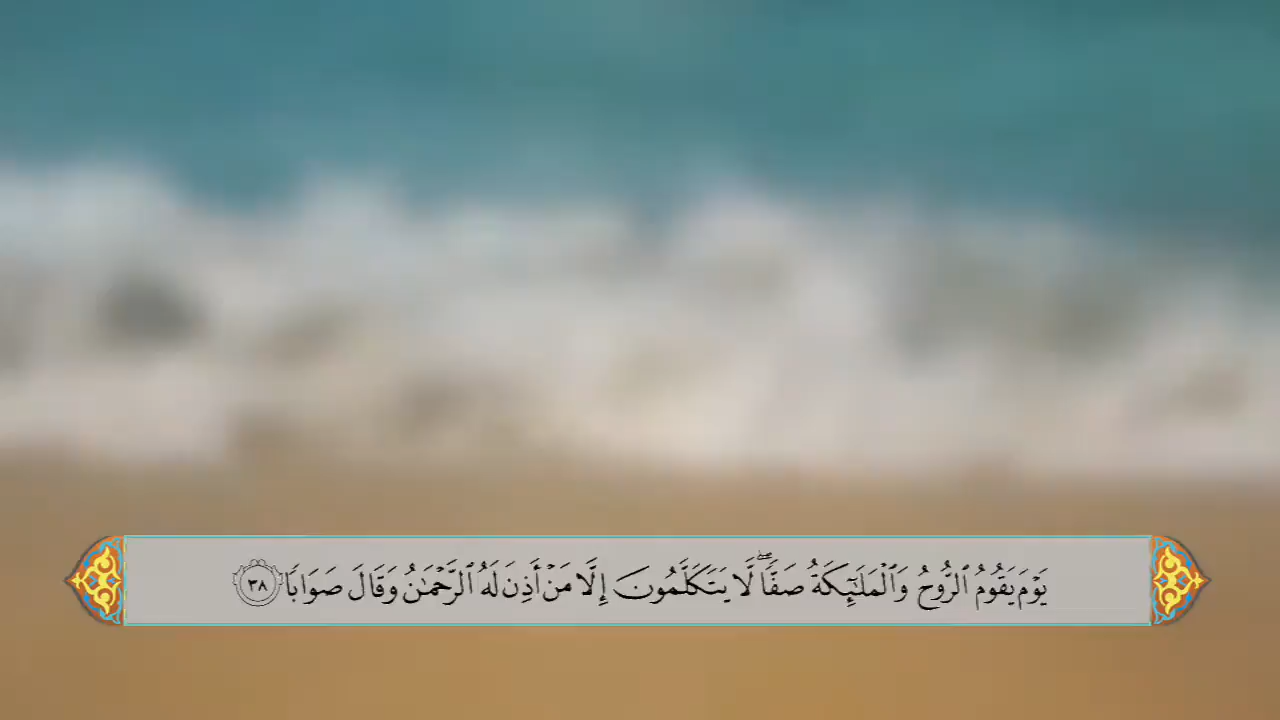 يَوْمَ يَقُومُ ٱلرُّوحُ وَٱلْمَلَٰٓئِكَةُ صَفًّاۖ لَّا يَتَكَلَّمُونَ إِلَّا مَنْ أَذِنَ لَهُ ٱلرَّحْمَٰنُ وَقَالَ صَوَابًا ٣٨